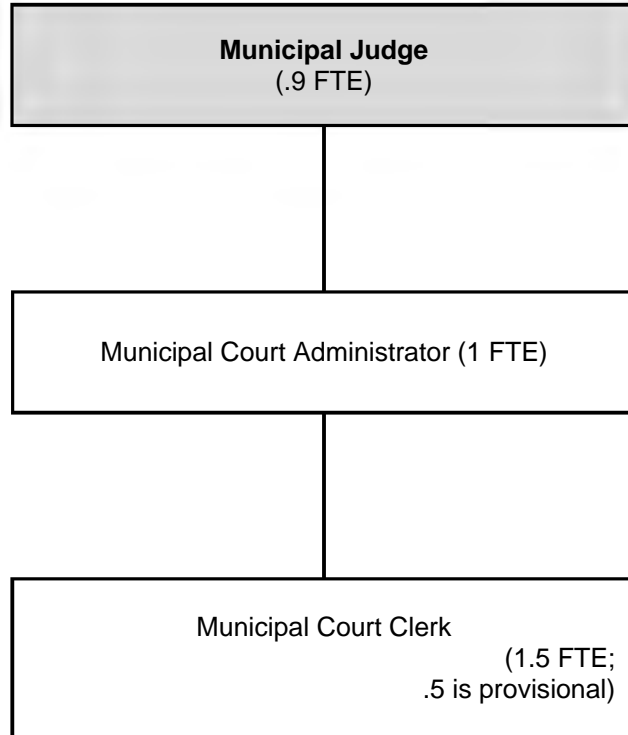 Municipal Judge
(.9 FTE)
Municipal Court Administrator (1 FTE)
Municipal Court Clerk
(1.5 FTE;
.5 is provisional)